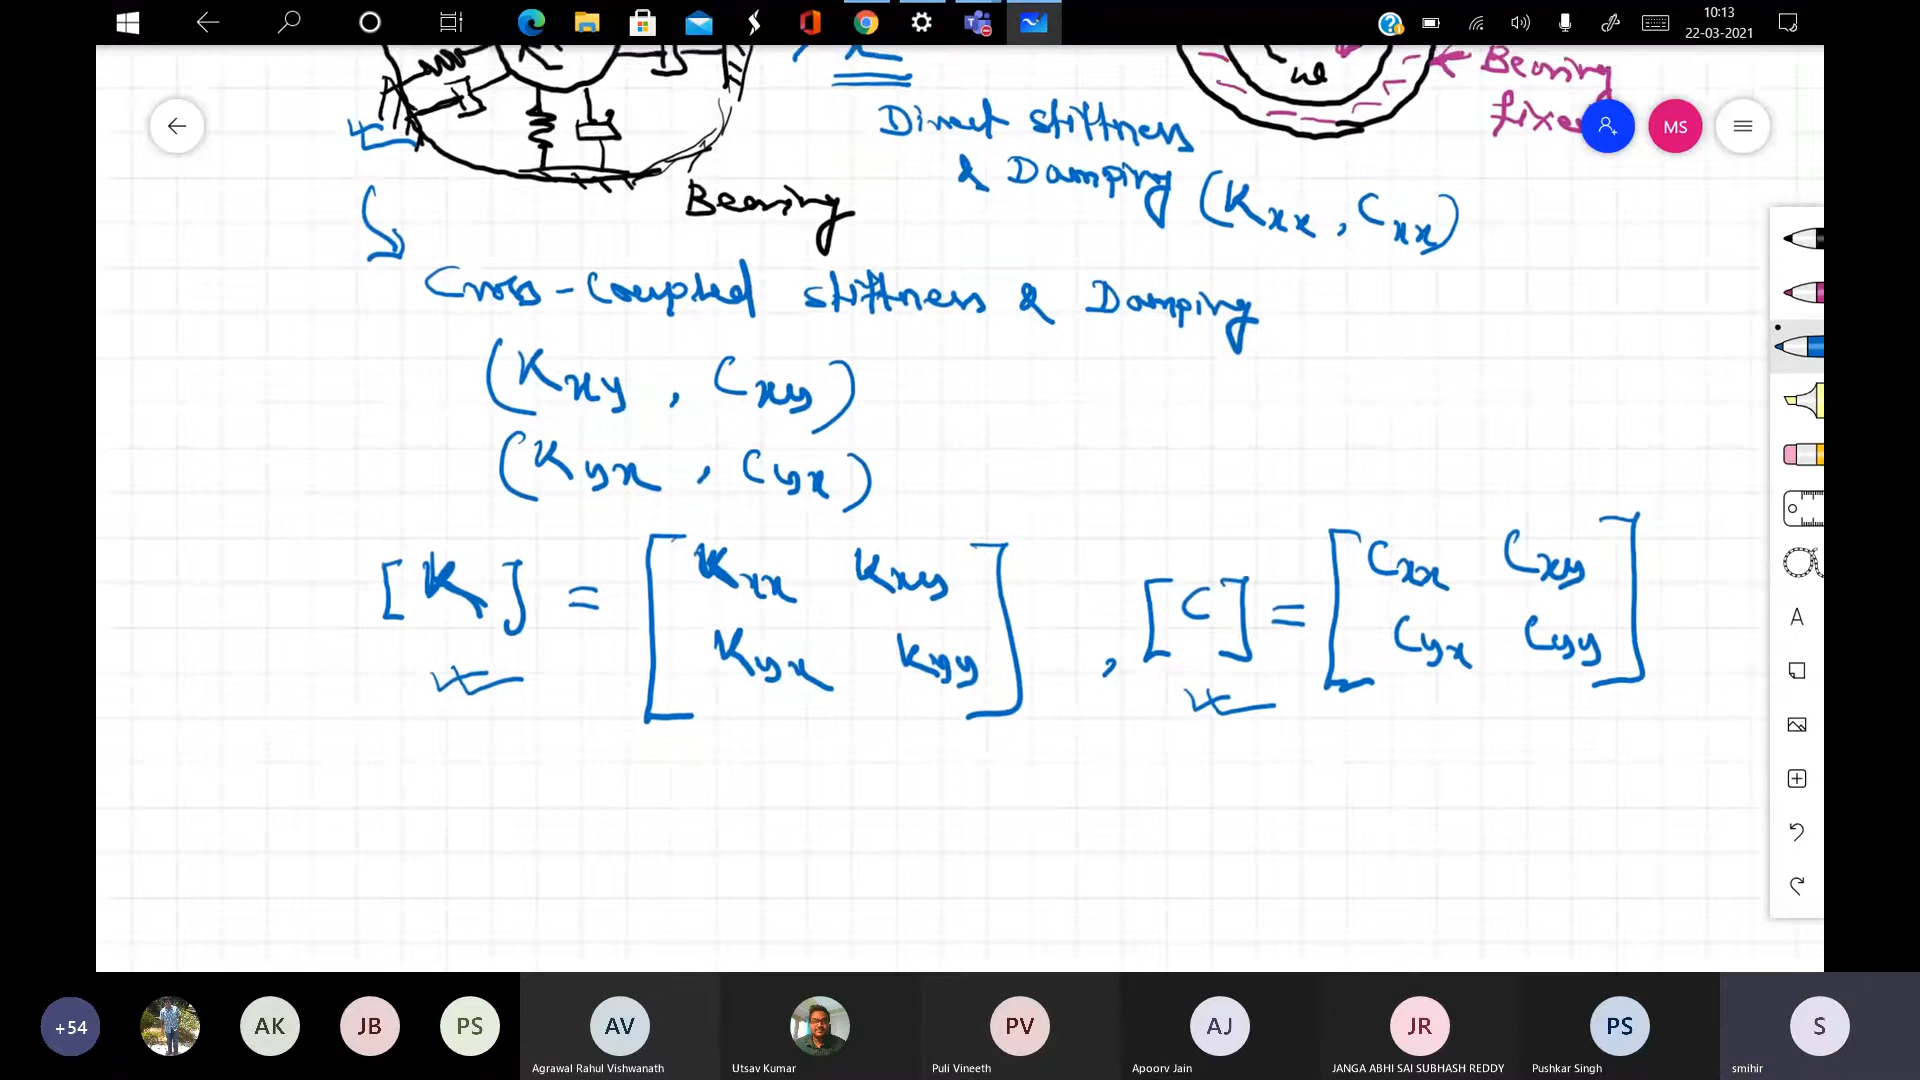 10:13
22-03-2021
ω
Bearing
fixe
MS
Direct stiffness
& Damping (Kxx, Cxx)
Bearing
Cross-Coupled stiffness & Damping
(Kxy, Cxy)
(Kyx, Cyx)
[K] = [Kxx Kxy
Kyx Kyy]
, [C] = [Cxx Cxy
Cyx Cyy]
A
+54
AK
JB
PS
AV
PV
AJ
JR
PS
S
Agrawal Rahul Vishwanath
Utsav Kumar
Puli Vineeth
Apoorv Jain
JANGA ABHI SAI SUBHASH REDDY
Pushkar Singh
smihir